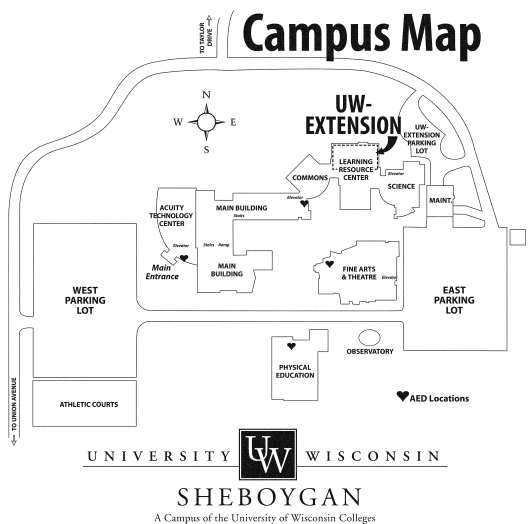 Campus Map
TO TAYLOR
DRIVE
N
W E
S
UW-
EXTENSION
UW-
EXTENSION
PARKING
LOT
LEARNING
RESOURCE
CENTER
COMMONS
Elevator
SCIENCE
MAINT.
ACUITY
TECHNOLOGY
CENTER
MAIN BUILDING
Elevator
Stairs
Elevator
Stairs Ramp
Main
Entrance
MAIN
BUILDING
FINE ARTS
& THEATRE
Elevator
WEST
PARKING
LOT
EAST
PARKING
LOT
OBSERVATORY
PHYSICAL
EDUCATION
ATHLETIC COURTS
TO UNION AVENUE
AED Locations
UNIVERSITY UW WISCONSIN
SHEBOYGAN
A Campus of the University of Wisconsin Colleges